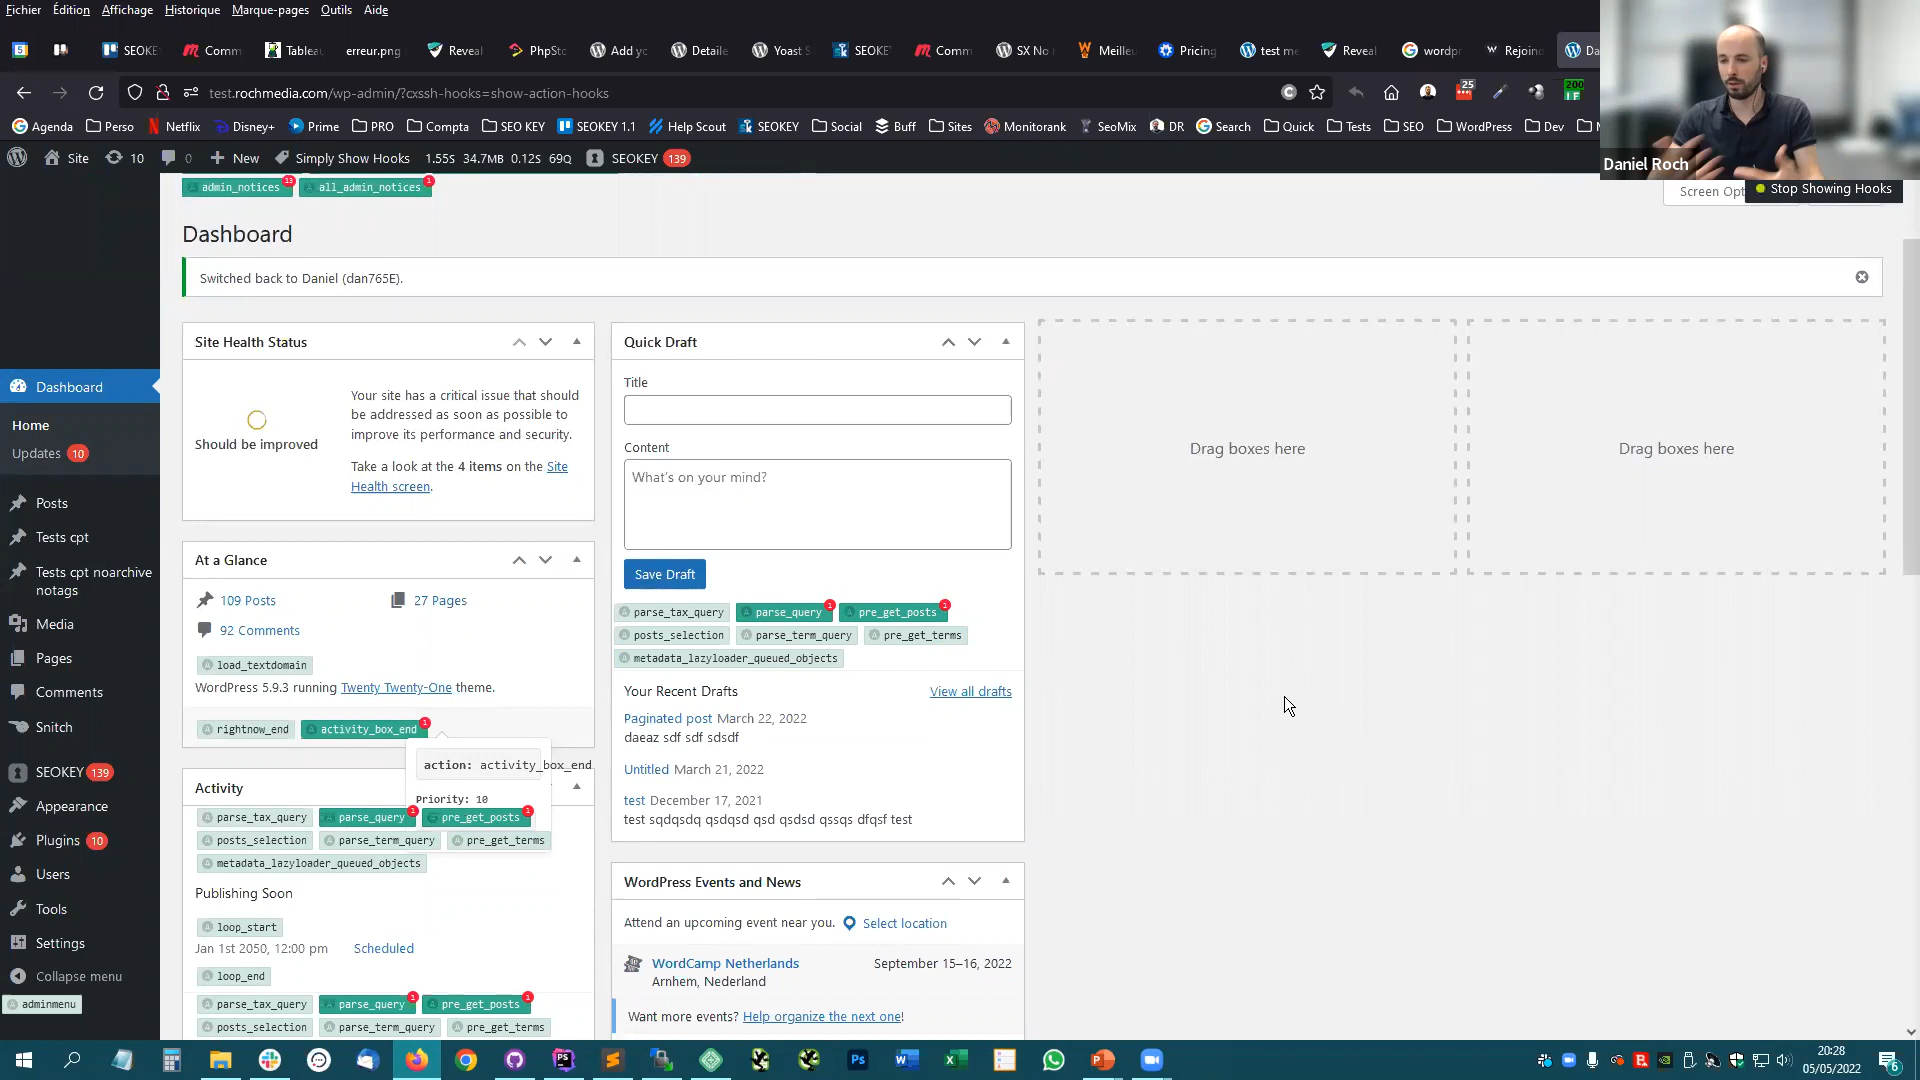 Fichier Édition Affichage Historique Marque-pages Outils Aide
SEOKE Comm Tablea erreur.png Reveal PhpSto Add yo Detaile Yoast S SEOKE Comm SX No Meilleu Pricing test me Reveal wordpr Rejoin Da
test.rochmedia.com/wp-admin/?cxssh-hooks=show-action-hooks 25 200
Agenda Perso Netflix Disney+ Prime PRO Compta SEO KEY SEOKEY 1.1 Help Scout SEOKEY Social Buff Sites Monitorank SeoMix DR Search Quick Tests SEO WordPress Dev
Daniel Roch
Site 10 0 New Simply Show Hooks 1.55S 34.7MB 0.12S 69Q SEOKEY 139
admin_notices 13 all_admin_notices 1
Screen Opt Stop Showing Hooks
Dashboard
Switched back to Daniel (dan765E).
Dashboard
Home
Updates 10
Posts
Tests cpt
Tests cpt noarchive
notags
Media
Pages
Comments
Snitch
SEOKEY 139
Appearance
Plugins 10
Users
Tools
Settings
Collapse menu
adminmenu
Site Health Status
Should be improved
Your site has a critical issue that should
be addressed as soon as possible to
improve its performance and security.
Take a look at the 4 items on the Site
Health screen.
At a Glance
109 Posts 27 Pages
92 Comments
load_textdomain
WordPress 5.9.3 running Twenty Twenty-One theme.
rightnow_end activity_box_end 1
action: activity_box_end
Priority: 10
Activity
parse_tax_query parse_query 1 pre_get_posts 1
posts_selection parse_term_query pre_get_terms
metadata_lazyloader_queued_objects
Publishing Soon
loop_start
Jan 1st 2050, 12:00 pm Scheduled
loop_end
parse_tax_query parse_query 1 pre_get_posts 1
posts_selection parse_term_query pre_get_terms
Quick Draft
Title
Content
What's on your mind?
Save Draft
parse_tax_query parse_query 1 pre_get_posts 1
posts_selection parse_term_query pre_get_terms
metadata_lazyloader_queued_objects
Your Recent Drafts View all drafts
Paginated post March 22, 2022
daeaz sdf sdf sdsdf
Untitled March 21, 2022
test December 17, 2021
test sqdqsdq qsdqsd qsd qsdsd qssqs dfqsf test
WordPress Events and News
Attend an upcoming event near you. Select location
WordCamp Netherlands September 15–16, 2022
Arnhem, Nederland
Want more events? Help organize the next one!
Drag boxes here
Drag boxes here
20:28
05/05/2022
6